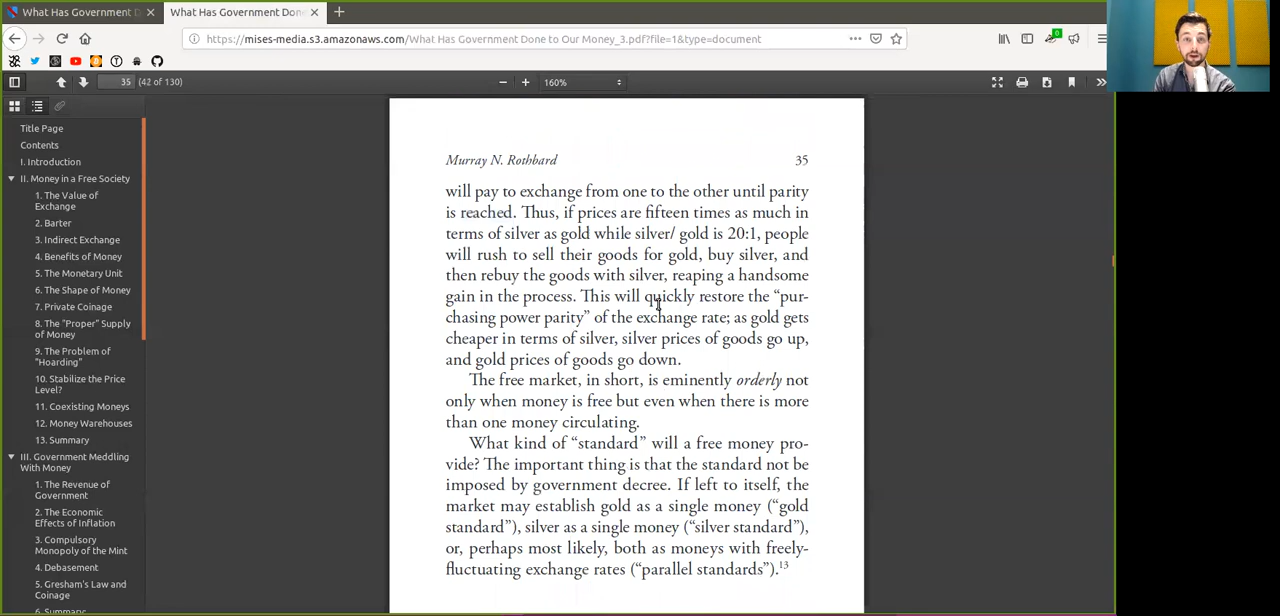 What Has Government D
What Has Government Done
https://mises-media.s3.amazonaws.com/What Has Government Done to Our Money_3.pdf?file=1&type=document
0
35
(42 of 130)
160%
Title Page
Contents
I. Introduction
II. Money in a Free Society
1. The Value of
Exchange
2. Barter
3. Indirect Exchange
4. Benefits of Money
5. The Monetary Unit
6. The Shape of Money
7. Private Coinage
8. The “Proper” Supply
of Money
9. The Problem of
“Hoarding”
10. Stabilize the Price
Level?
11. Coexisting Moneys
12. Money Warehouses
13. Summary
III. Government Meddling
With Money
1. The Revenue of
Government
2. The Economic
Effects of Inflation
3. Compulsory
Monopoly of the Mint
4. Debasement
5. Gresham's Law and
Coinage
6. Summary
Murray N. Rothbard 35
will pay to exchange from one to the other until parity
is reached. Thus, if prices are fifteen times as much in
terms of silver as gold while silver/ gold is 20:1, people
will rush to sell their goods for gold, buy silver, and
then rebuy the goods with silver, reaping a handsome
gain in the process. This will quickly restore the “pur-
chasing power parity” of the exchange rate; as gold gets
cheaper in terms of silver, silver prices of goods go up,
and gold prices of goods go down.
The free market, in short, is eminently orderly not
only when money is free but even when there is more
than one money circulating.
What kind of “standard” will a free money pro-
vide? The important thing is that the standard not be
imposed by government decree. If left to itself, the
market may establish gold as a single money (“gold
standard”), silver as a single money (“silver standard”),
or, perhaps most likely, both as moneys with freely-
fluctuating exchange rates (“parallel standards”).13